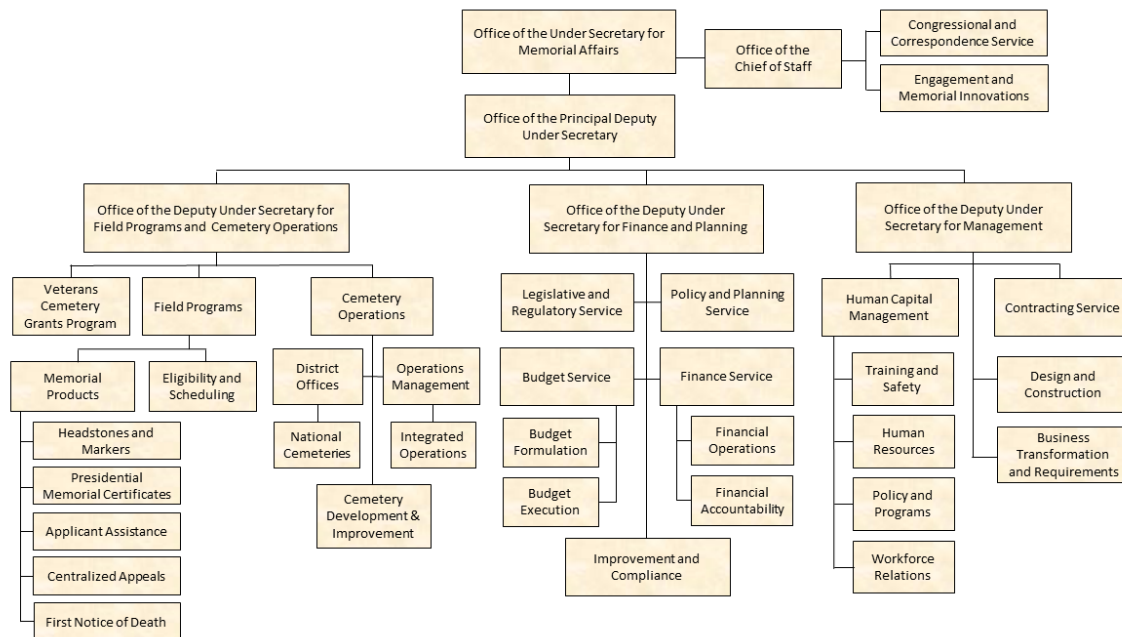 Office of the Under Secretary for
Memorial Affairs
Office of the
Chief of Staff
Congressional and
Correspondence Service
Engagement and
Memorial Innovations
Office of the Principal Deputy
Under Secretary
Office of the Deputy Under Secretary for
Field Programs and Cemetery Operations
Office of the Deputy Under
Secretary for Finance and Planning
Office of the Deputy Under
Secretary for Management
Veterans
Cemetery
Grants Program
Field Programs
Cemetery
Operations
Memorial
Products
Eligibility and
Scheduling
Headstones and
Markers
Presidential
Memorial Certificates
Applicant Assistance
Centralized Appeals
First Notice of Death
District
Offices
Operations
Management
National
Cemeteries
Integrated
Operations
Cemetery
Development &
Improvement
Legislative and
Regulatory Service
Policy and Planning
Service
Budget Service
Finance Service
Budget
Formulation
Budget
Execution
Financial
Operations
Financial
Accountability
Improvement and
Compliance
Human Capital
Management
Contracting Service
Training and
Safety
Human
Resources
Policy and
Programs
Workforce
Relations
Design and
Construction
Business
Transformation
and Requirements